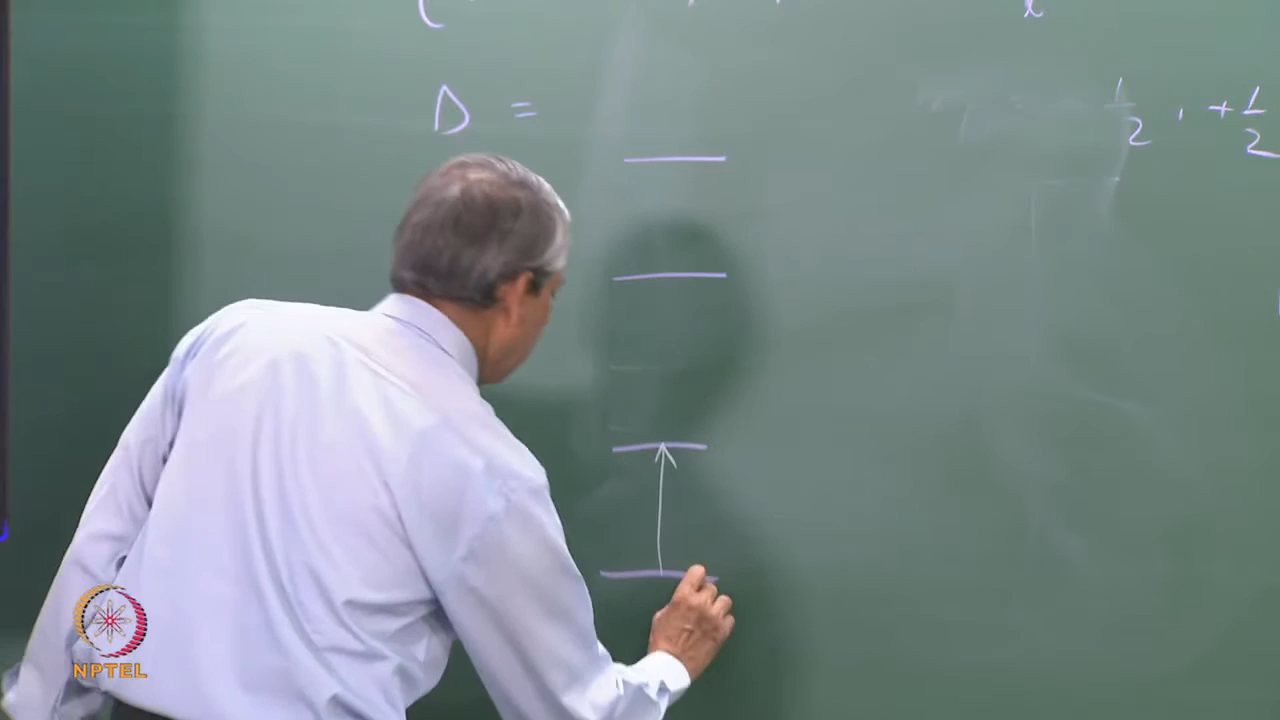 D =
1/2 , + 1/2
NPTEL